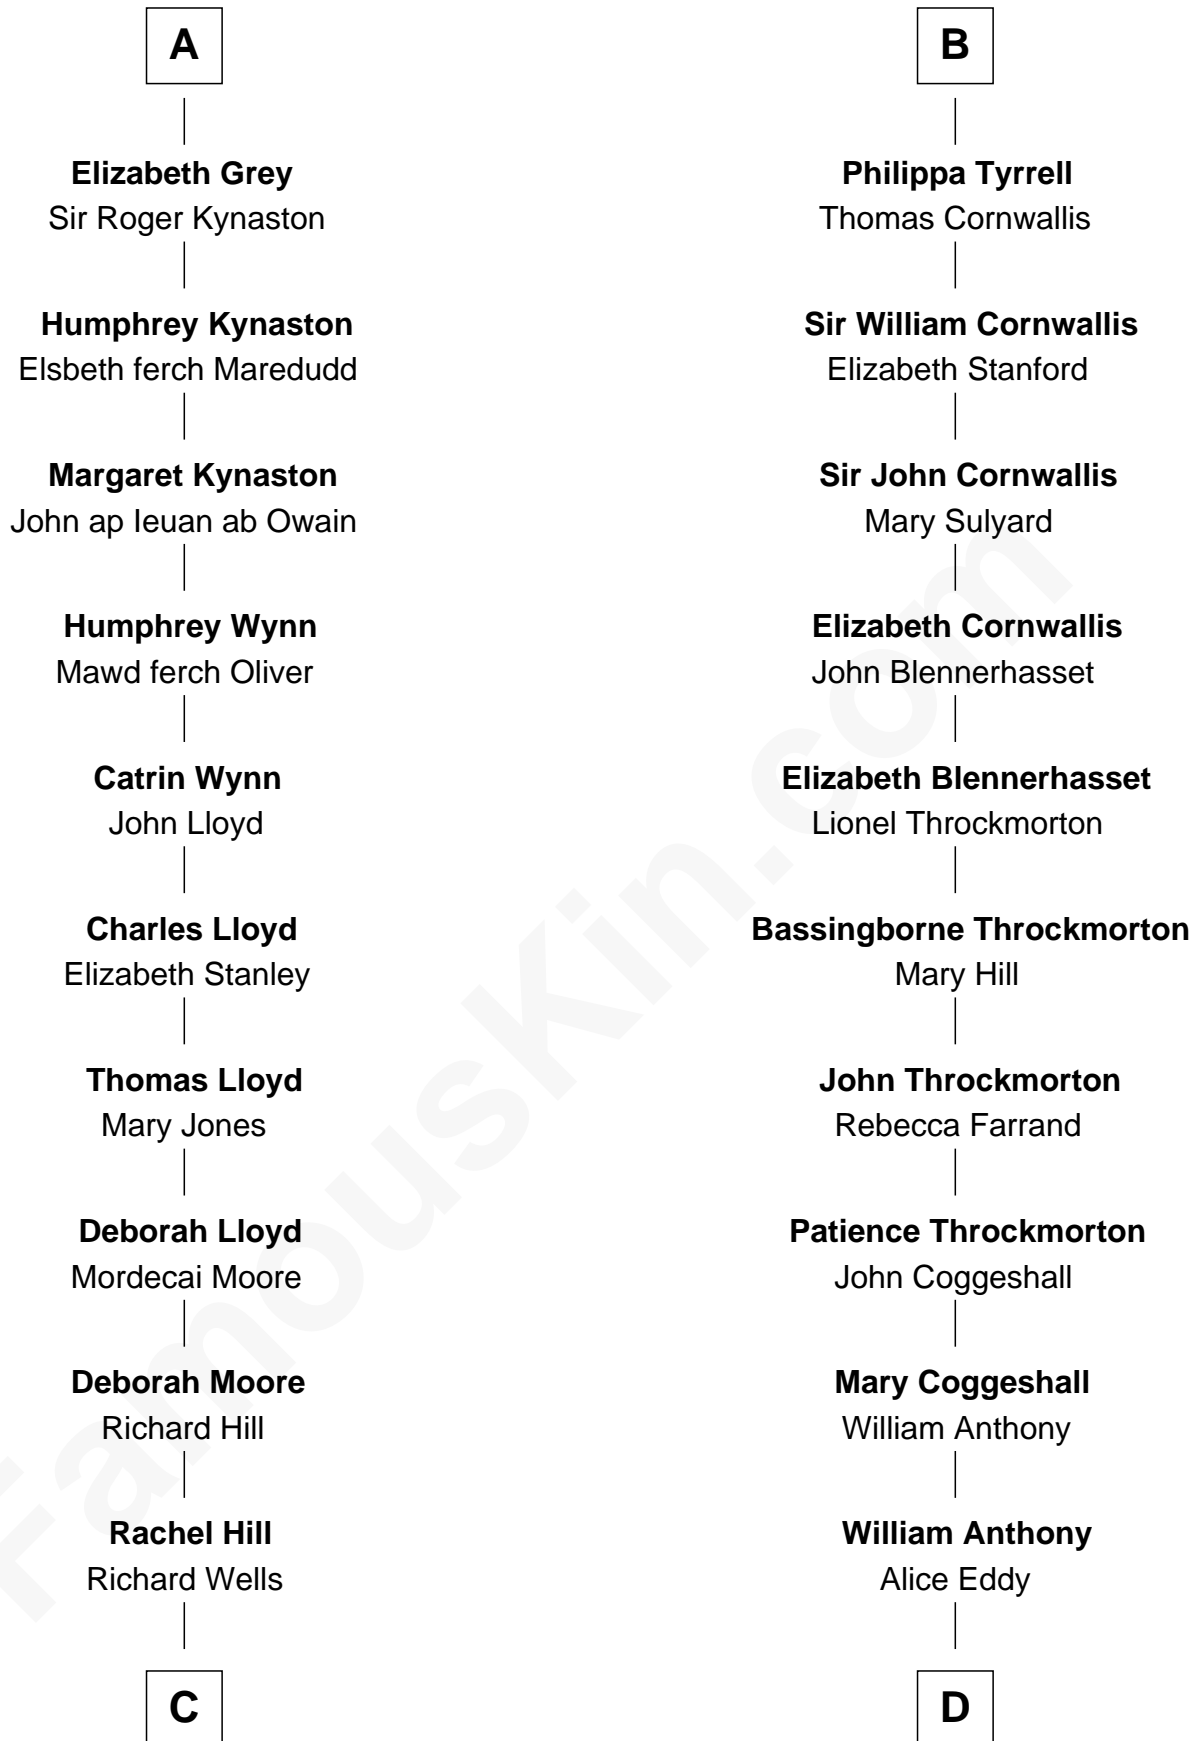 A
Elizabeth Grey
Sir Roger Kynaston
Humphrey Kynaston
Elsbeth ferch Maredudd
Margaret Kynaston
John ap Ieuan ab Owain
Humphrey Wynn
Mawd ferch Oliver
Catrin Wynn
John Lloyd
Charles Lloyd
Elizabeth Stanley
Thomas Lloyd
Mary Jones
Deborah Lloyd
Mordecai Moore
Deborah Moore
Richard Hill
Rachel Hill
Richard Wells
C
B
Philippa Tyrrell
Thomas Cornwallis
Sir William Cornwallis
Elizabeth Stanford
Sir John Cornwallis
Mary Sulyard
Elizabeth Cornwallis
John Blennerhasset
Elizabeth Blennerhasset
Lionel Throckmorton
Bassingborne Throckmorton
Mary Hill
John Throckmorton
Rebecca Farrand
Patience Throckmorton
John Coggeshall
Mary Coggeshall
William Anthony
William Anthony
Alice Eddy
D
FamousKin.com